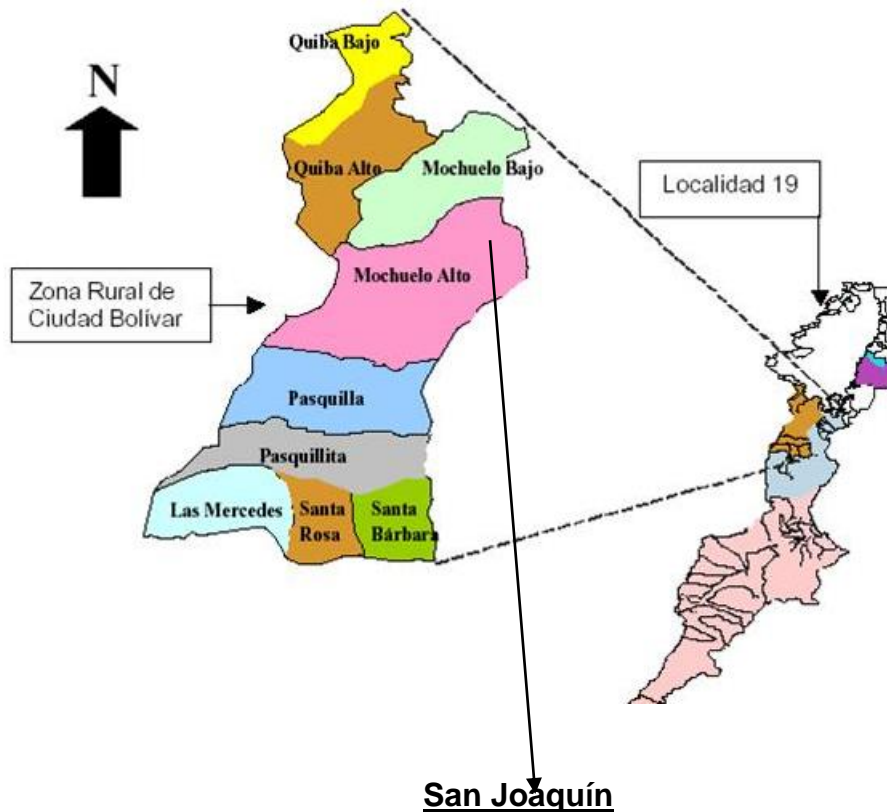 Quiba Bajo
N
Quiba Alto
Mochuelo Bajo
Localidad 19
Mochuelo Alto
Zona Rural de
Ciudad Bolívar
Pasquilla
Pasquillita
Las Mercedes
Santa
Rosa
Santa
Bárbara
San Joaquín